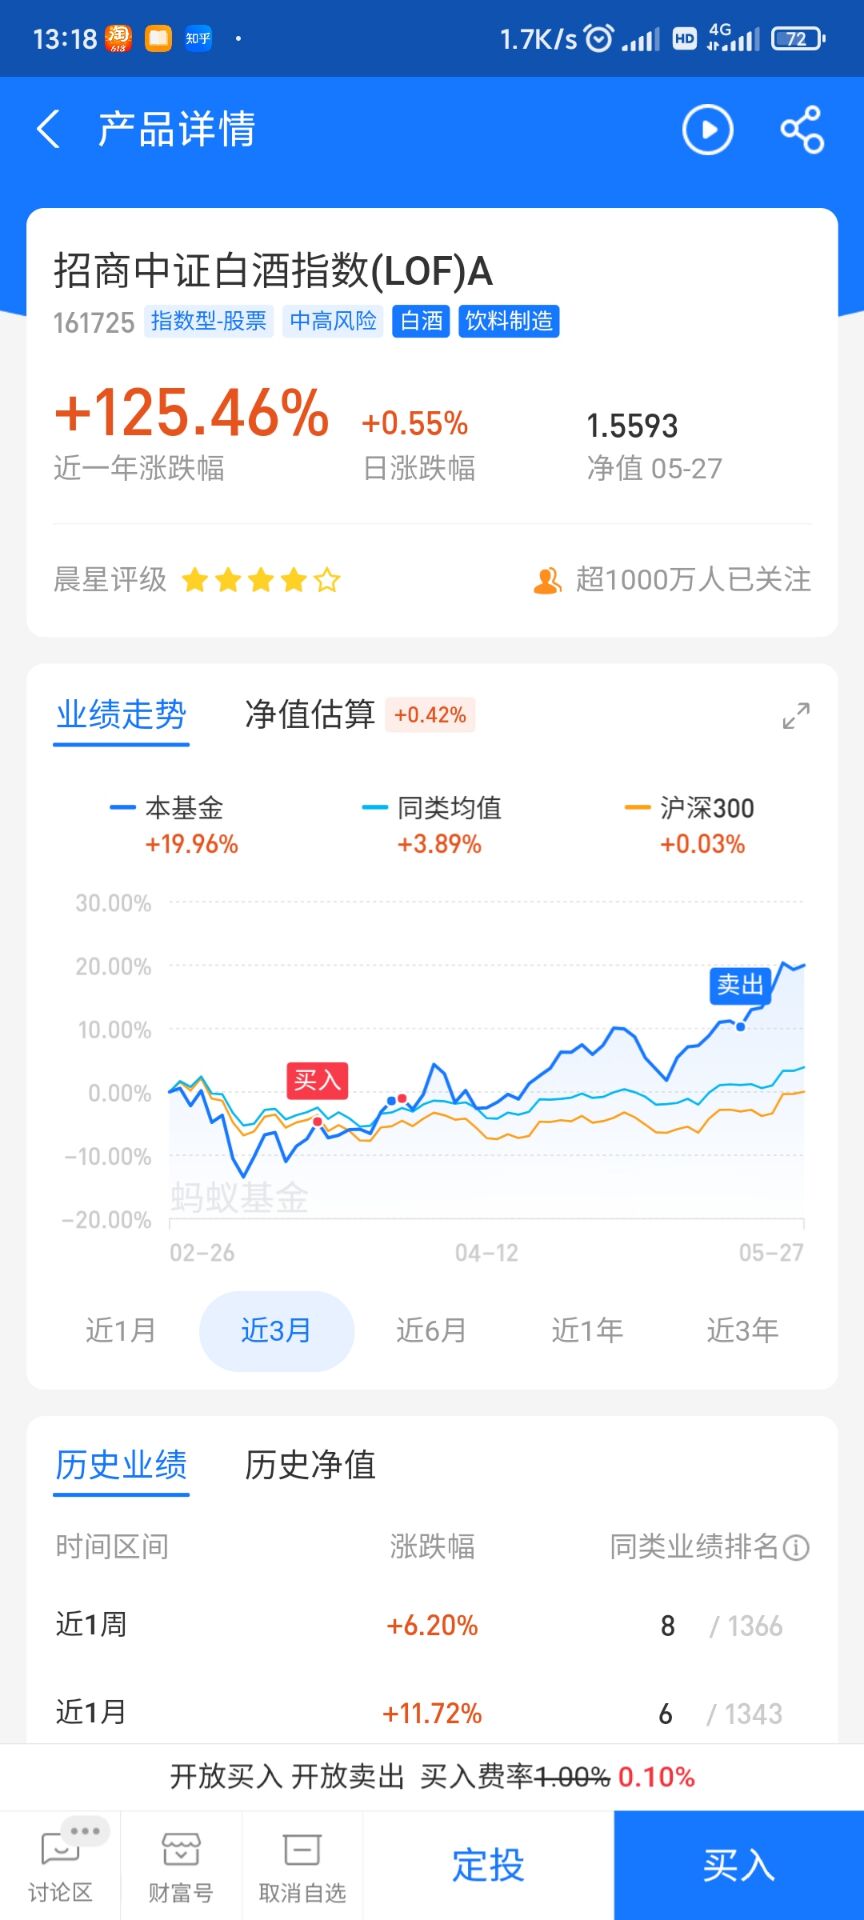 13:18 淘 618 知乎 1.7K/s HD 4G 72
产品详情
招商中证白酒指数(LOF)A
161725 指数型-股票 中高风险 白酒 饮料制造
+125.46% +0.55% 1.5593
近一年涨跌幅 日涨跌幅 净值 05-27
晨星评级 超1000万人已关注
业绩走势 净值估算 +0.42%
本基金 同类均值 沪深300
+19.96% +3.89% +0.03%
30.00%
20.00%
卖出
10.00%
买入
0.00%
-10.00%
蚂蚁基金
-20.00%
02-26 04-12 05-27
近1月 近3月 近6月 近1年 近3年
历史业绩 历史净值
时间区间 涨跌幅 同类业绩排名
近1周 +6.20% 8 / 1366
近1月 +11.72% 6 / 1343
开放买入 开放卖出 买入费率1.00% 0.10%
讨论区 财富号 取消自选 定投 买入